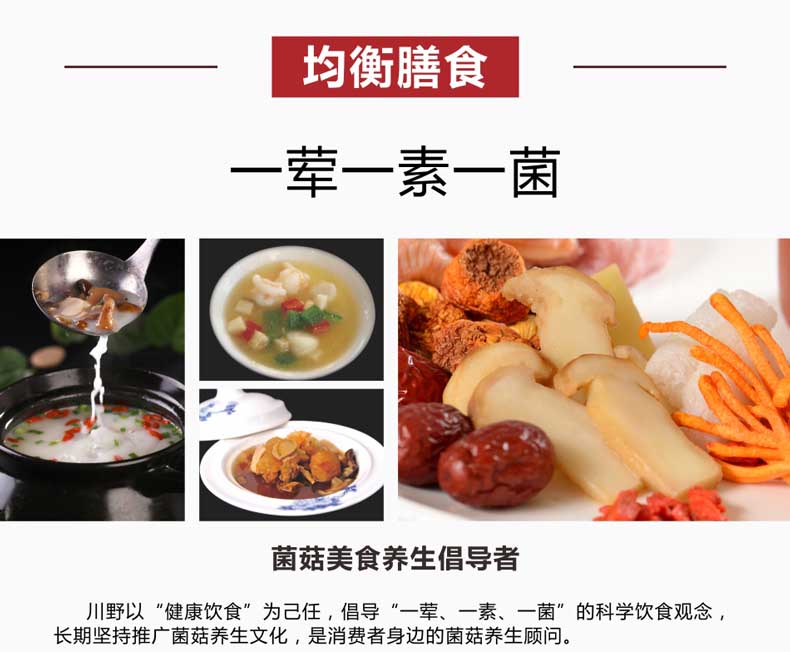 均衡膳食
一荤一素一菌
菌菇美食养生倡导者
川野以“健康饮食”为己任，倡导“一荤、一素、一菌”的科学饮食观念，
长期坚持推广菌菇养生文化，是消费者身边的菌菇养生顾问。